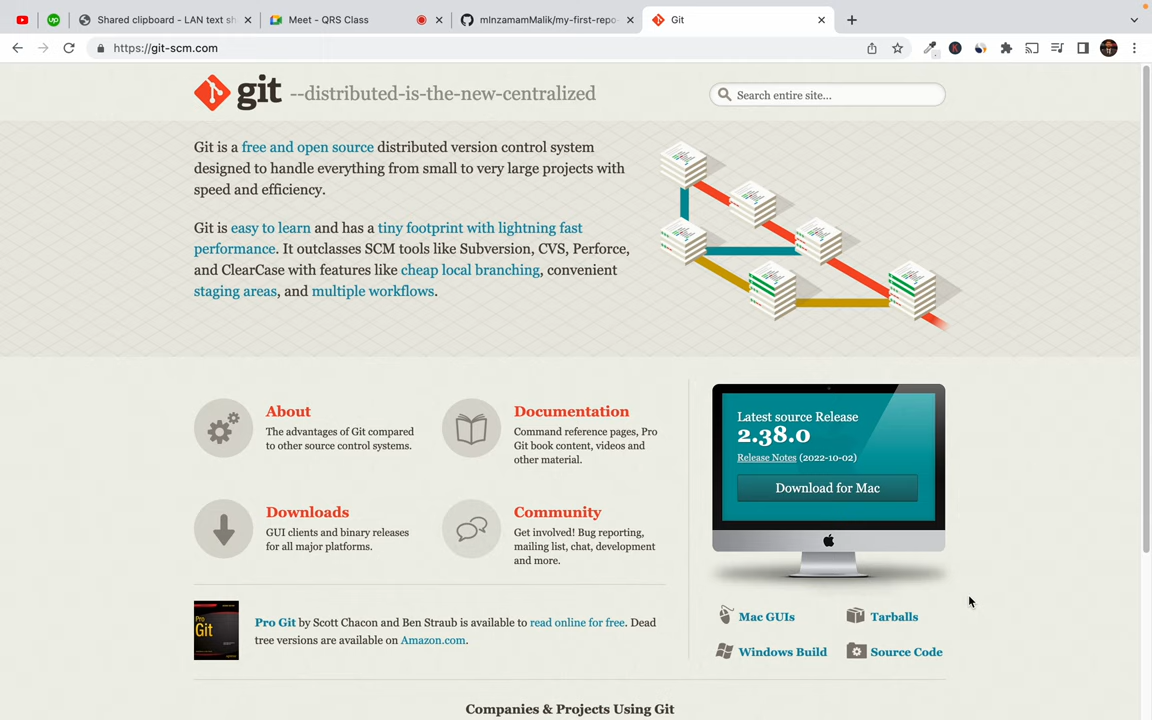 Shared clipboard - LAN text sh
Meet - QRS Class
mInzamamMalik/my-first-repo
Git
https://git-scm.com
git --distributed-is-the-new-centralized
Search entire site...
Git is a free and open source distributed version control system
designed to handle everything from small to very large projects with
speed and efficiency.
Git is easy to learn and has a tiny footprint with lightning fast
performance. It outclasses SCM tools like Subversion, CVS, Perforce,
and ClearCase with features like cheap local branching, convenient
staging areas, and multiple workflows.
About
The advantages of Git compared
to other source control systems.
Documentation
Command reference pages, Pro
Git book content, videos and
other material.
Downloads
GUI clients and binary releases
for all major platforms.
Community
Get involved! Bug reporting,
mailing list, chat, development
and more.
Latest source Release
2.38.0
Release Notes (2022-10-02)
Download for Mac
Mac GUIs
Tarballs
Windows Build
Source Code
Pro
Git
Pro Git by Scott Chacon and Ben Straub is available to read online for free. Dead
tree versions are available on Amazon.com.
Companies & Projects Using Git